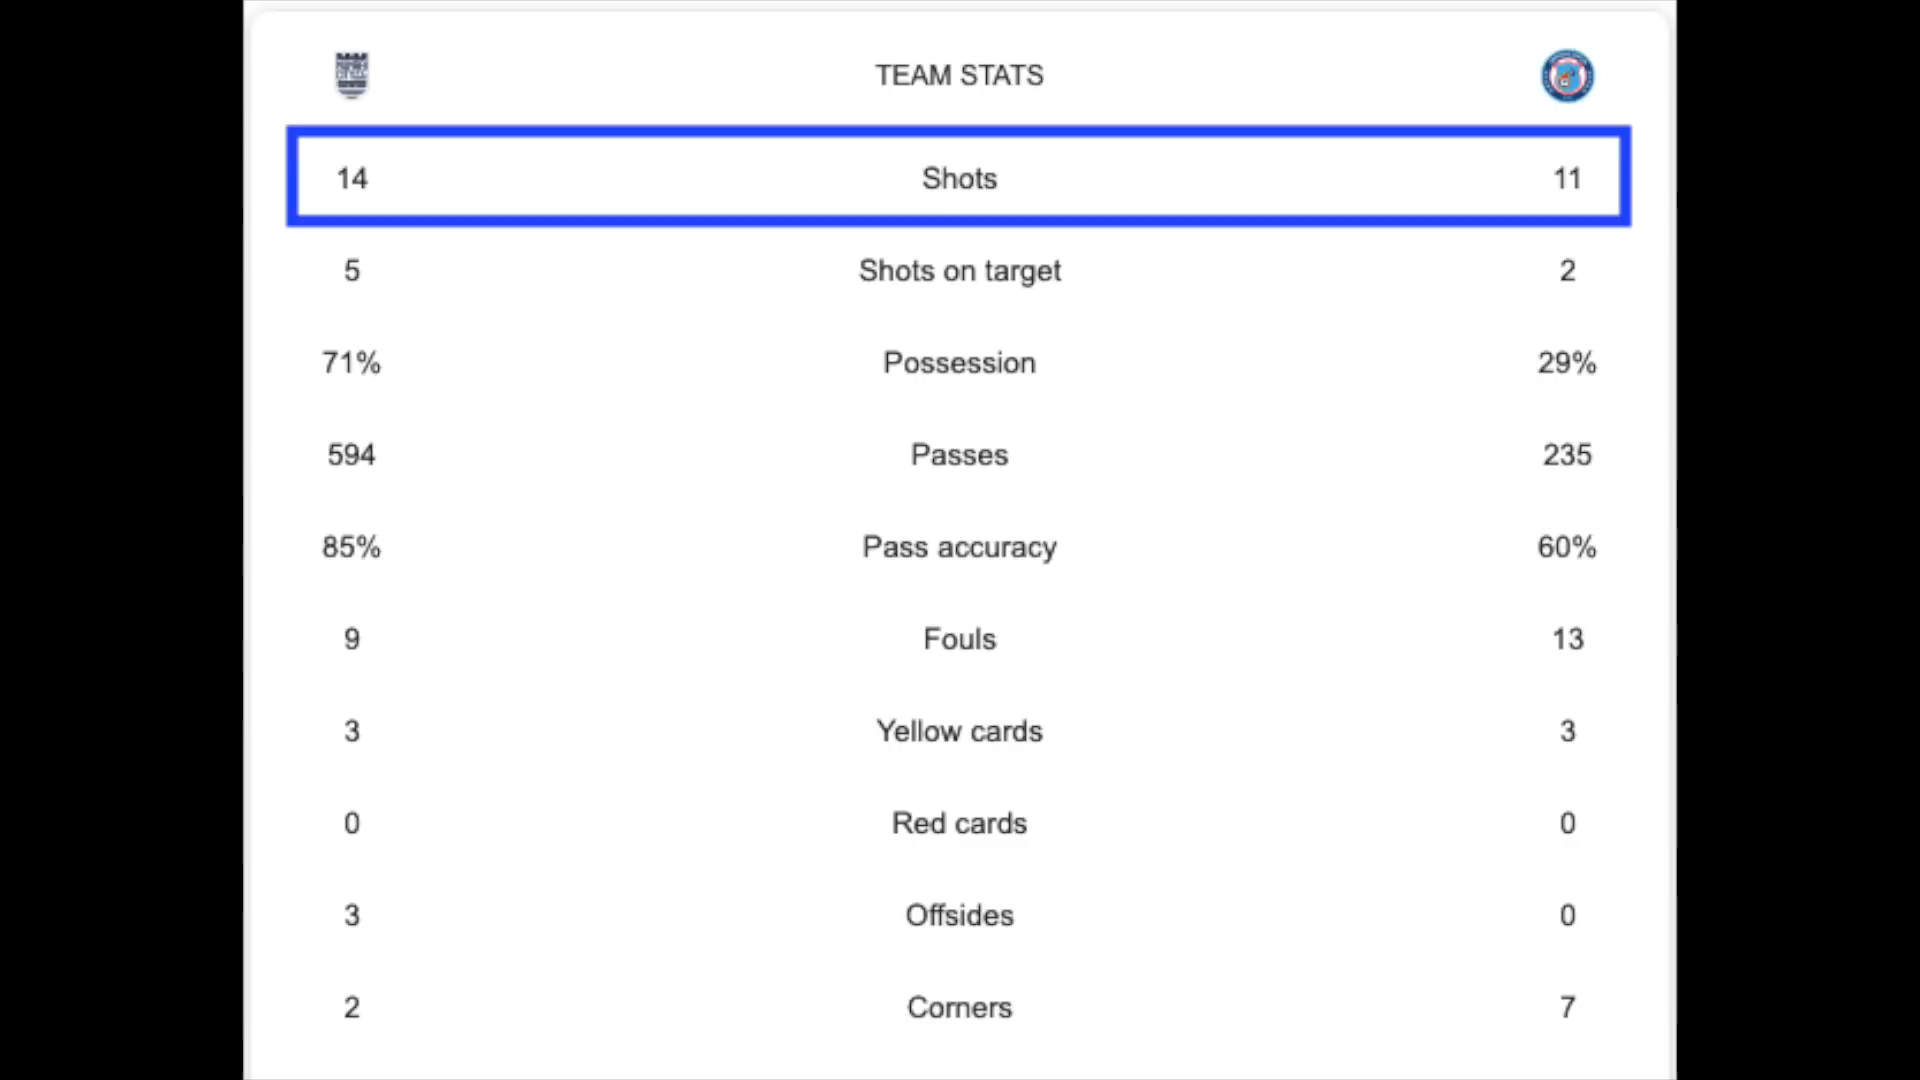 TEAM STATS
14 Shots 11
5 Shots on target 2
71% Possession 29%
594 Passes 235
85% Pass accuracy 60%
9 Fouls 13
3 Yellow cards 3
0 Red cards 0
3 Offsides 0
2 Corners 7